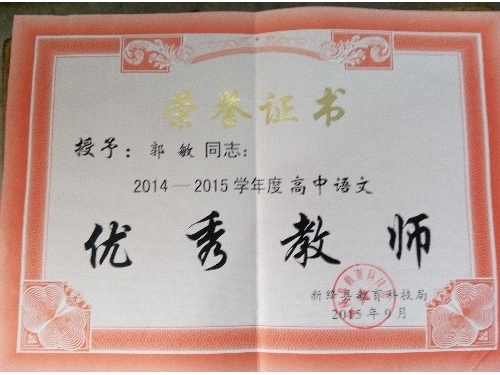 荣誉证书
授予：郭敏同志：
2014—2015学年度高中语文
优秀教师
新绛县教育科技局
2015年9月